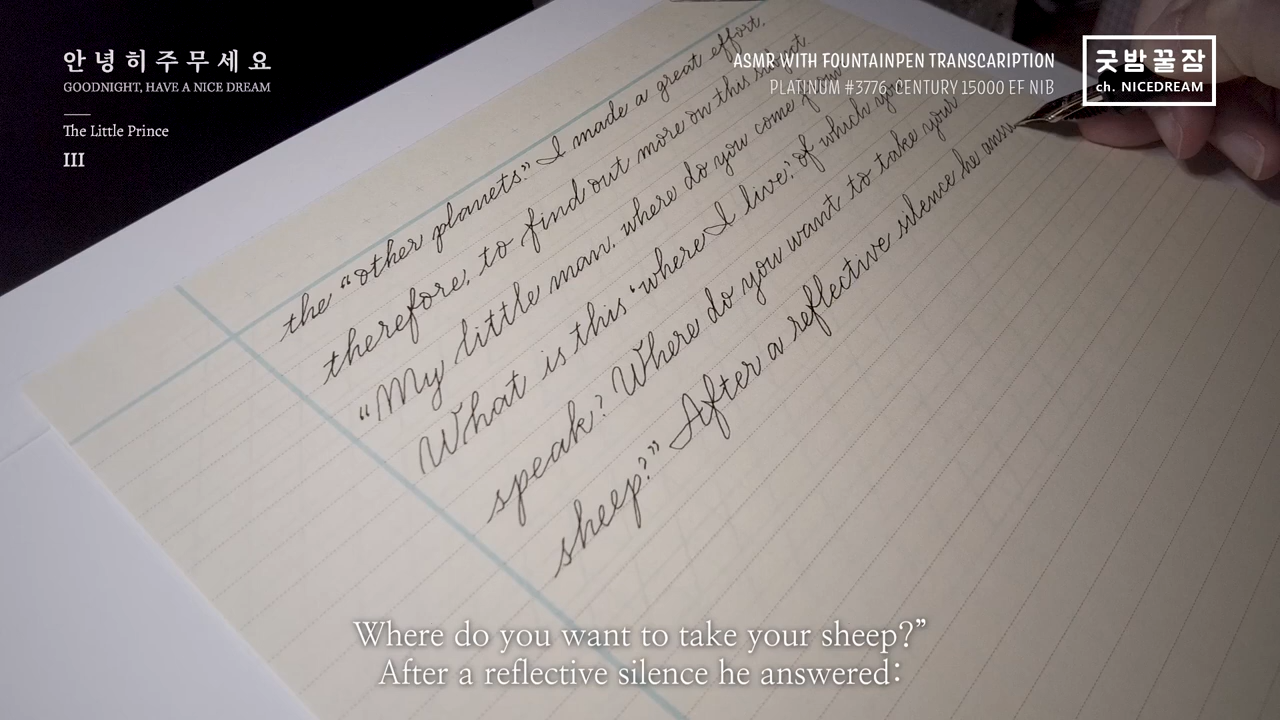 안녕히주무세요
GOODNIGHT, HAVE A NICE DREAM
The Little Prince
III
ASMR WITH FOUNTAINPEN TRANSCARIPTION
PLATINUM #3776, CENTURY 15000 EF NIB
굿밤꿀잠
ch. NICEDREAM
the “other planets.” I made a great effort,
therefore, to find out more on this
“My little man, where do you come from
What is this ‘where I live,’ of which
speak? Where do you want to take your
sheep?” After a reflective silence he answ
Where do you want to take your sheep?”
After a reflective silence he answered: